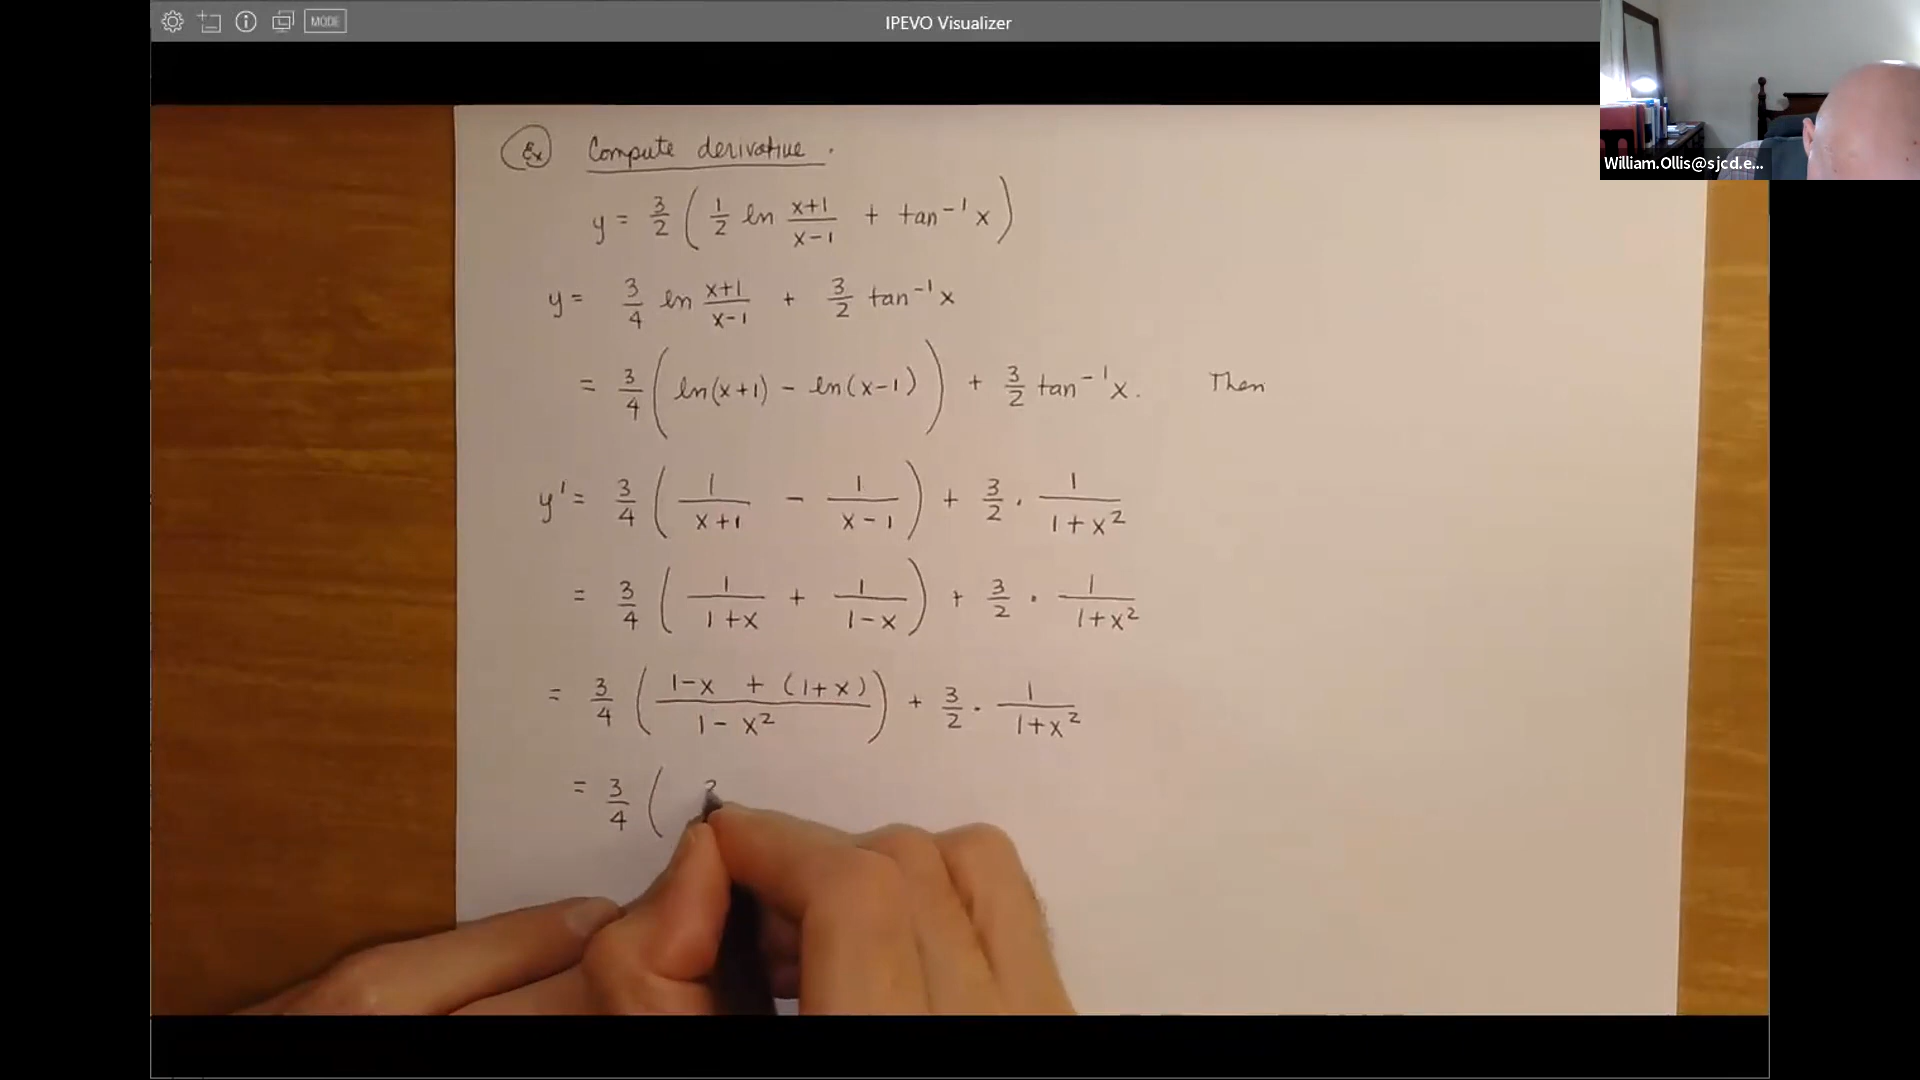 MODE
IPEVO Visualizer
William.Ollis@sjcd.e...
Ex Compute derivative.
y = 3/2 ( 1/2 ln (x+1)/(x-1) + tan⁻¹ x )
y = 3/4 ln (x+1)/(x-1) + 3/2 tan⁻¹ x
= 3/4 ( ln(x+1) - ln(x-1) ) + 3/2 tan⁻¹ x. Then
y' = 3/4 ( 1/(x+1) - 1/(x-1) ) + 3/2 · 1/(1+x²)
= 3/4 ( 1/(1+x) + 1/(1-x) ) + 3/2 · 1/(1+x²)
= 3/4 ( (1-x + (1+x))/(1-x²) ) + 3/2 · 1/(1+x²)
= 3/4 (